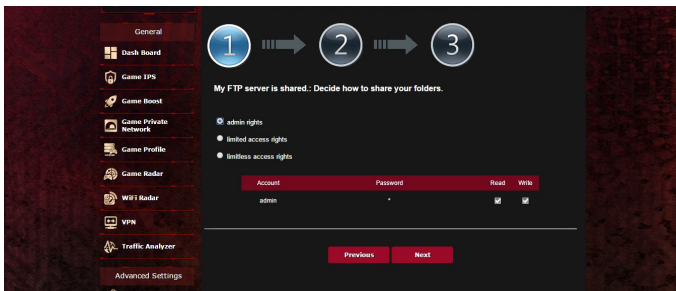 General
Dash Board
Game IPS
Game Boost
Game Private
Network
Game Profile
Game Radar
WiFi Radar
VPN
Traffic Analyzer
Advanced Settings
1 2 3
My FTP server is shared.: Decide how to share your folders.
admin rights
limited access rights
limitless access rights
Account Password Read Write
admin *
Previous Next